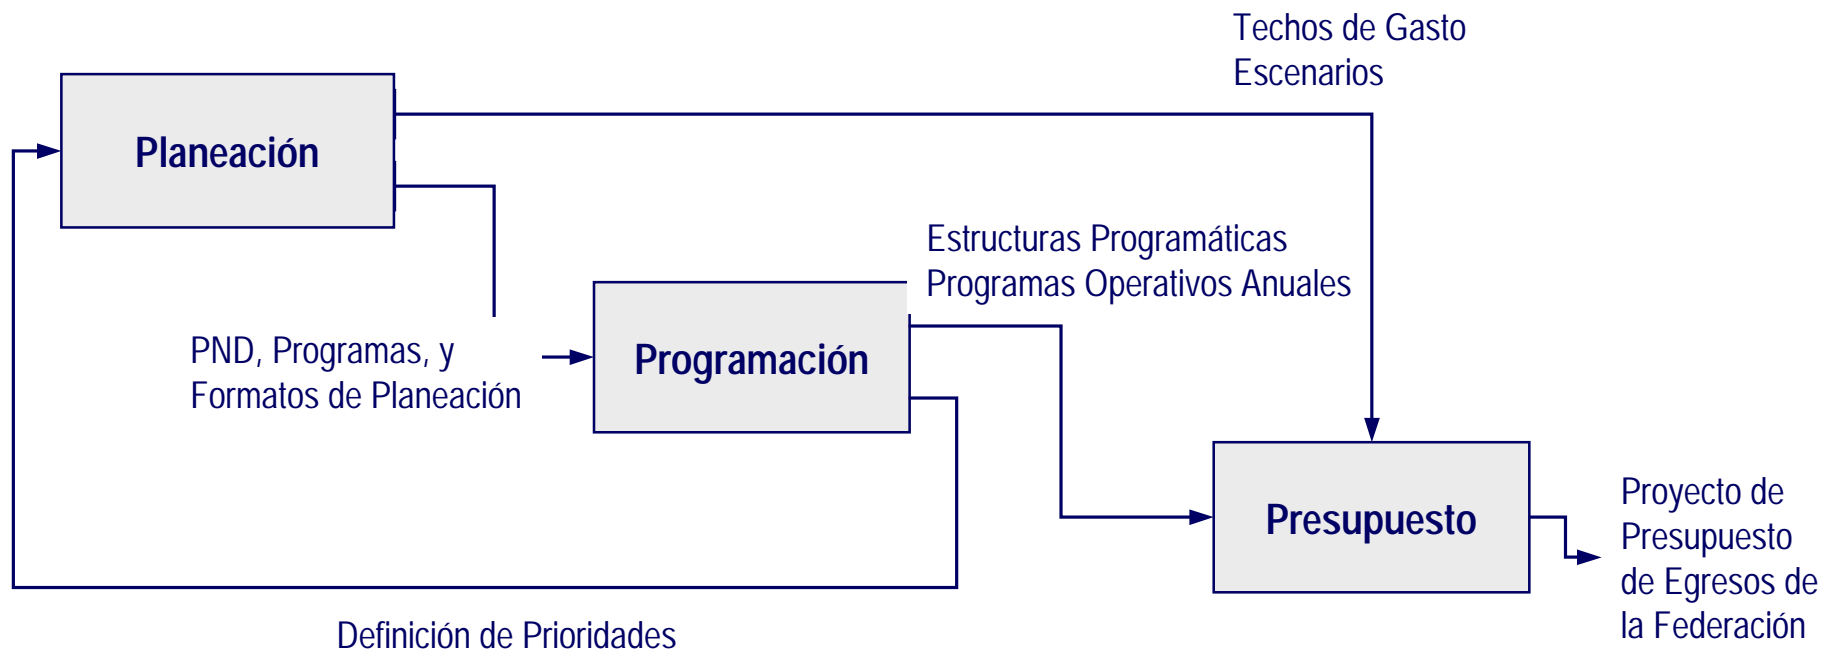 Techos de Gasto
Escenarios
Planeación
Estructuras Programáticas
Programas Operativos Anuales
PND, Programas, y
Formatos de Planeación
Programación
Presupuesto
Proyecto de
Presupuesto
de Egresos de
la Federación
Definición de Prioridades